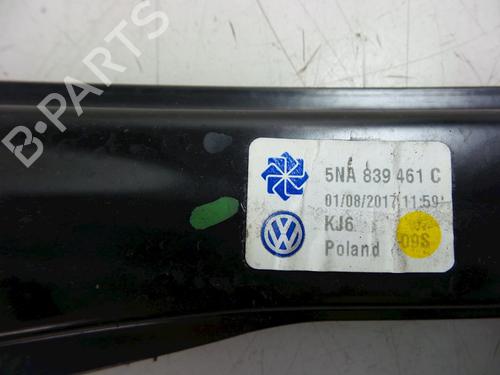 B-PARTS
5NA 839 461 C
01/08/2017 11:59
KJ6
Poland 09S